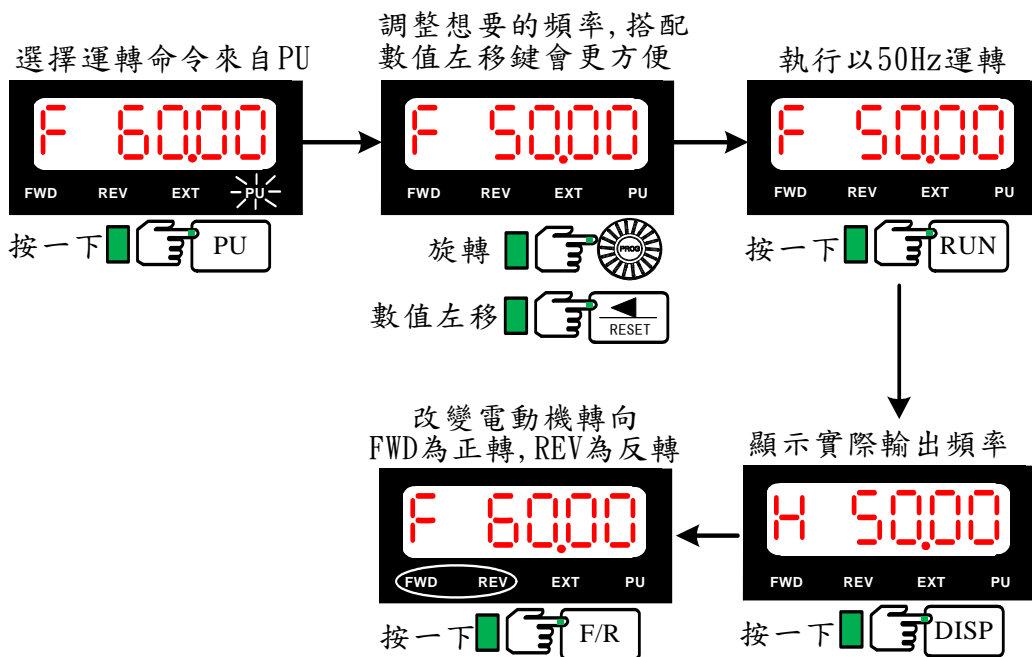 選擇運轉命令來自PU
F 60.00
FWD REV EXT PU
按一下 PU
調整想要的頻率,搭配
數值左移鍵會更方便
F 50.00
FWD REV EXT PU
旋轉 PROG
數值左移 RESET
執行以50Hz運轉
F 50.00
FWD REV EXT PU
按一下 RUN
顯示實際輸出頻率
H 50.00
FWD REV EXT PU
按一下 DISP
改變電動機轉向
FWD為正轉,REV為反轉
F 60.00
FWD REV EXT PU
按一下 F/R